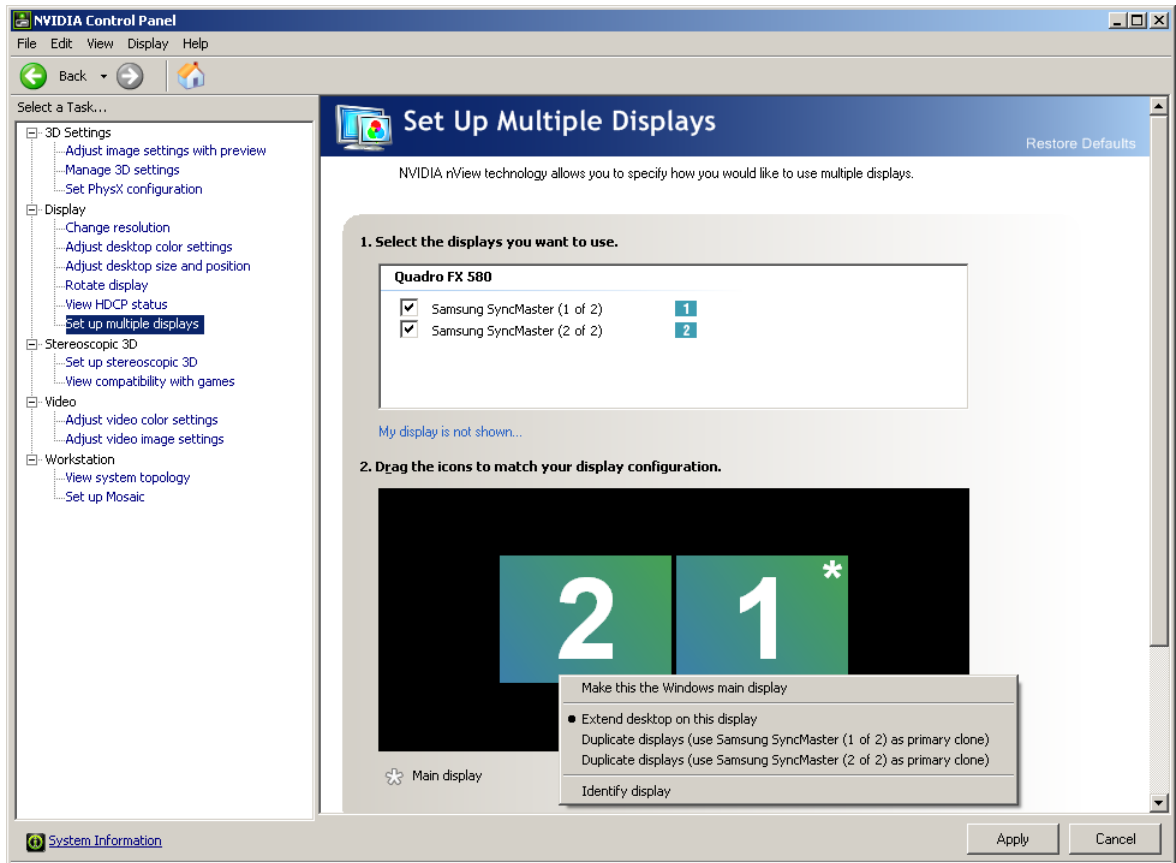 NVIDIA Control Panel
File Edit View Display Help
Back
Select a Task...
3D Settings
Adjust image settings with preview
Manage 3D settings
Set PhysX configuration
Display
Change resolution
Adjust desktop color settings
Adjust desktop size and position
Rotate display
View HDCP status
Set up multiple displays
Stereoscopic 3D
Set up stereoscopic 3D
View compatibility with games
Video
Adjust video color settings
Adjust video image settings
Workstation
View system topology
Set up Mosaic
Set Up Multiple Displays
Restore Defaults
NVIDIA nView technology allows you to specify how you would like to use multiple displays.
1. Select the displays you want to use.
Quadro FX 580
Samsung SyncMaster (1 of 2) 1
Samsung SyncMaster (2 of 2) 2
My display is not shown...
2. Drag the icons to match your display configuration.
2 1 *
Make this the Windows main display
Extend desktop on this display
Duplicate displays (use Samsung SyncMaster (1 of 2) as primary clone)
Duplicate displays (use Samsung SyncMaster (2 of 2) as primary clone)
Identify display
Main display
System Information
Apply Cancel